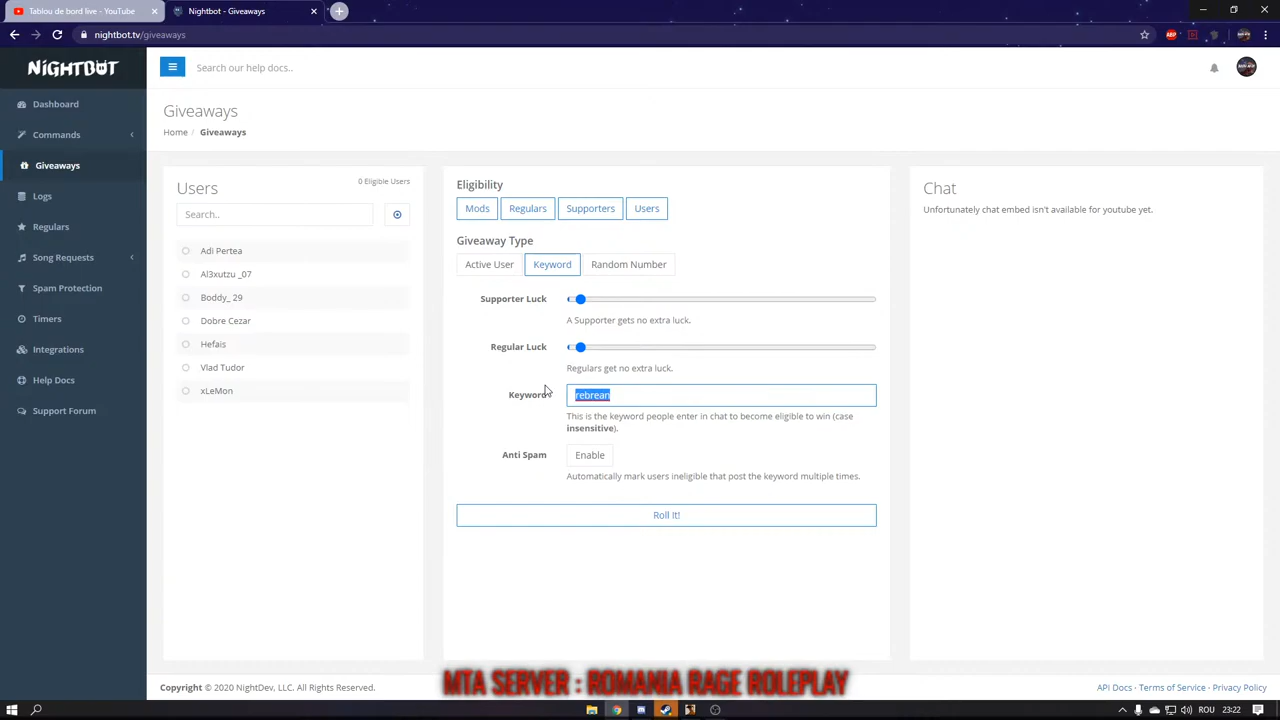 Tablou de bord live - YouTube
Nightbot - Giveaways
nightbot.tv/giveaways
NIGHTBOT
Search our help docs..
Dashboard
Commands
Giveaways
Logs
Regulars
Song Requests
Spam Protection
Timers
Integrations
Help Docs
Support Forum
Giveaways
Home / Giveaways
Users
0 Eligible Users
Search..
Adi Pertea
Al3xutzu _07
Boddy_ 29
Dobre Cezar
Hefais
Vlad Tudor
xLeMon
Eligibility
Mods Regulars Supporters Users
Giveaway Type
Active User Keyword Random Number
Supporter Luck
A Supporter gets no extra luck.
Regular Luck
Regulars get no extra luck.
Keyword rebrean
This is the keyword people enter in chat to become eligible to win (case
insensitive).
Anti Spam Enable
Automatically mark users ineligible that post the keyword multiple times.
Roll It!
Chat
Unfortunately chat embed isn't available for youtube yet.
Copyright © 2020 NightDev, LLC. All Rights Reserved.
API Docs - Terms of Service - Privacy Policy
MTA SERVER : ROMANIA RAGE ROLEPLAY
ROU 23:22